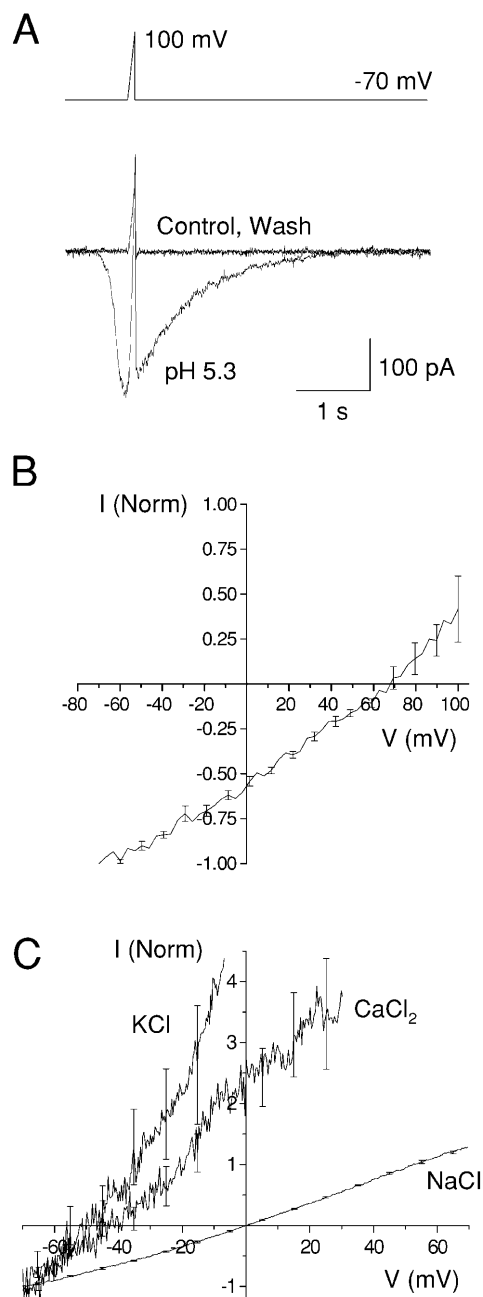 A
100 mV
-70 mV
Control, Wash
pH 5.3
100 pA
1 s
B
I (Norm)
1.00
0.75
0.50
0.25
-80 -60 -40 -20 20 40 60 80 100
V (mV)
-0.25
-0.50
-0.75
-1.00
C
I (Norm)
4
KCl
CaCl2
3
2
1
NaCl
-60 -40 -20 20 40 60
V (mV)
-1